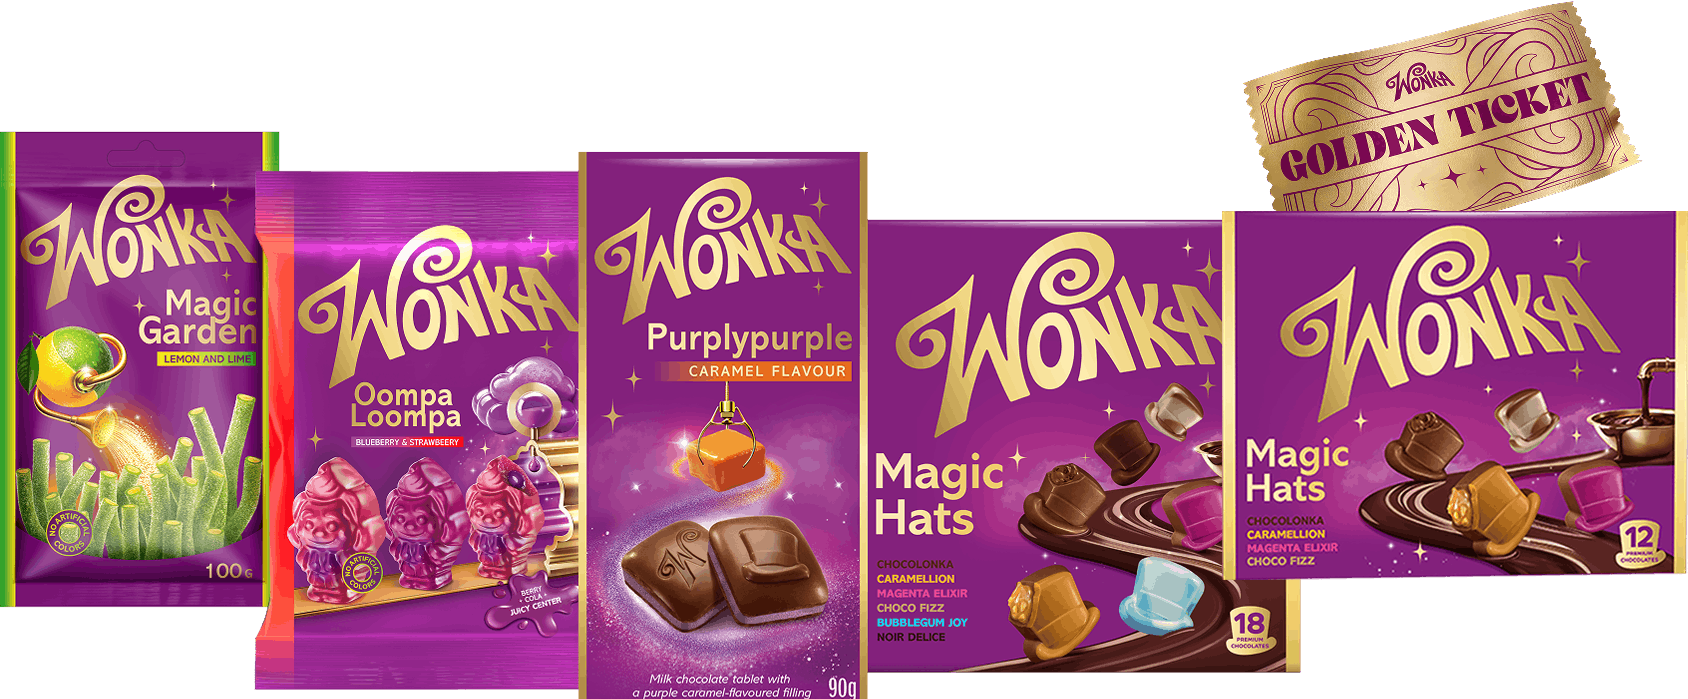 WONKA
Magic
Garden
LEMON AND LIME
NO ARTIFICIAL
COLORS
100G
WONKA
Oompa
Loompa
BLUEBERRY & STRAWBEERY
NO ARTIFICIAL
COLORS
BERRY
• COLA •
JUICY CENTER
WONKA
Purplypurple
CARAMEL FLAVOUR
W
Milk chocolate tablet with
a purple caramel-flavoured filling
90g
WONKA
Magic
Hats
CHOCOLONKA
CARAMELLION
MAGENTA ELIXIR
CHOCO FIZZ
BUBBLEGUM JOY
NOIR DELICE
18
PREMIUM
CHOCOLATES
WONKA
GOLDEN TICKET
WONKA
Magic
Hats
CHOCOLONKA
CARAMELLION
MAGENTA ELIXIR
CHOCO FIZZ
12
PREMIUM
CHOCOLATES